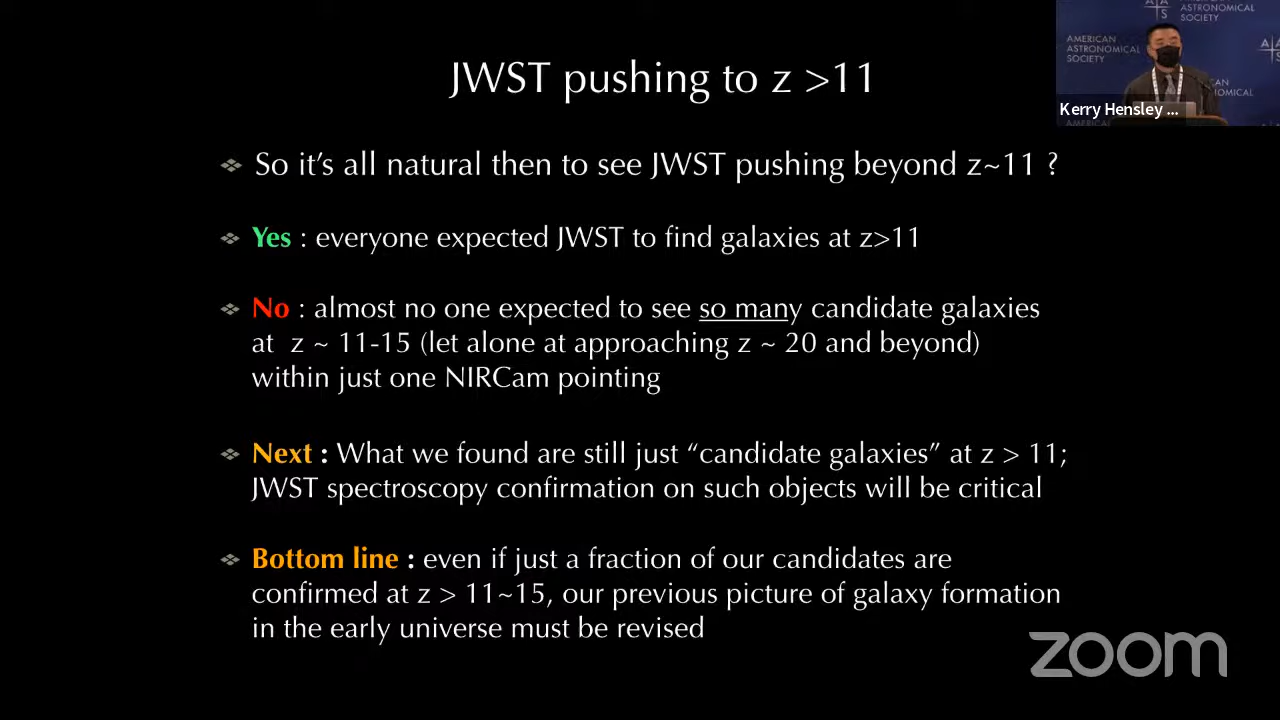 JWST pushing to z >11
So it's all natural then to see JWST pushing beyond z~11 ?
Yes : everyone expected JWST to find galaxies at z>11
No : almost no one expected to see so many candidate galaxies
at z ~ 11-15 (let alone at approaching z ~ 20 and beyond)
within just one NIRCam pointing
Next : What we found are still just “candidate galaxies” at z > 11;
JWST spectroscopy confirmation on such objects will be critical
Bottom line : even if just a fraction of our candidates are
confirmed at z > 11~15, our previous picture of galaxy formation
in the early universe must be revised
ASTRONOMICAL
SOCIETY
AAS
AMERICAN
ASTRONOMICAL
SOCIETY
Kerry Hensley ...
zoom